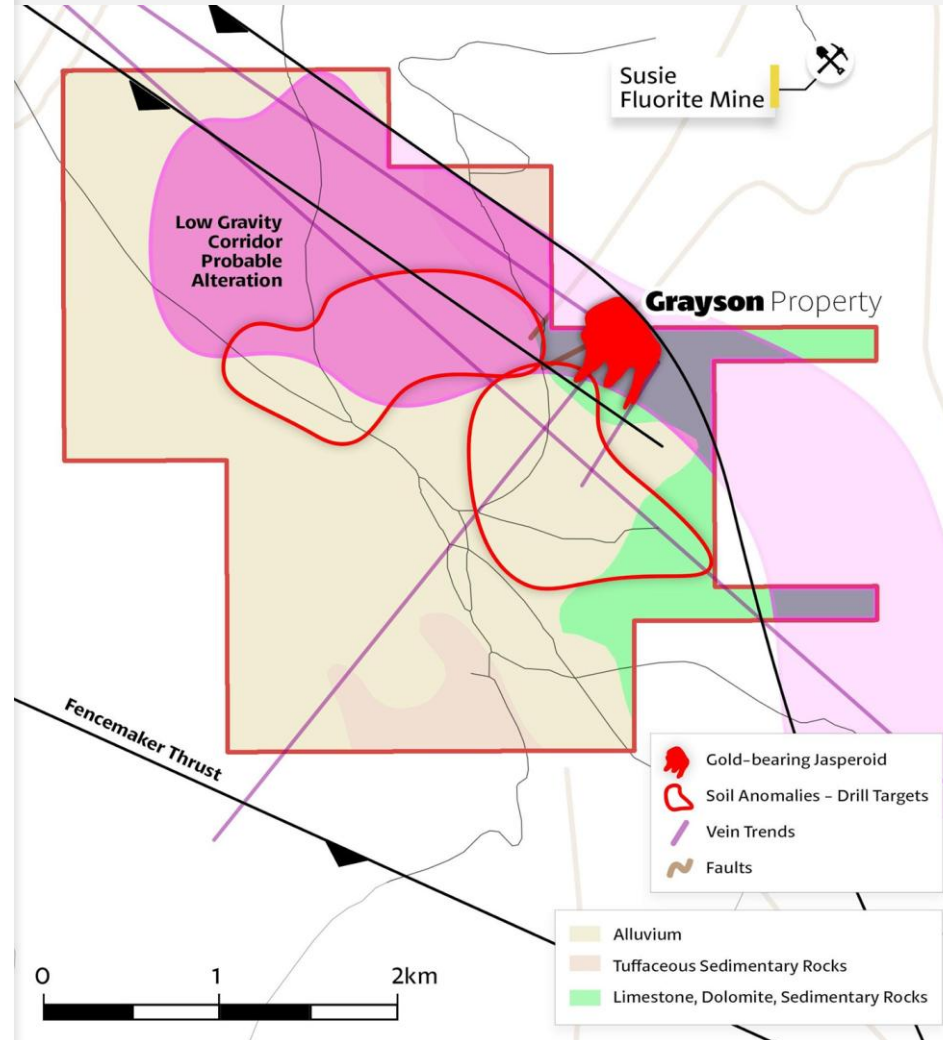 Susie
Fluorite Mine
Low Gravity
Corridor
Probable
Alteration
Grayson Property
Fencemaker Thrust
Gold-bearing Jasperoid
Soil Anomalies - Drill Targets
Vein Trends
Faults
Alluvium
Tuffaceous Sedimentary Rocks
Limestone, Dolomite, Sedimentary Rocks
0 1 2km